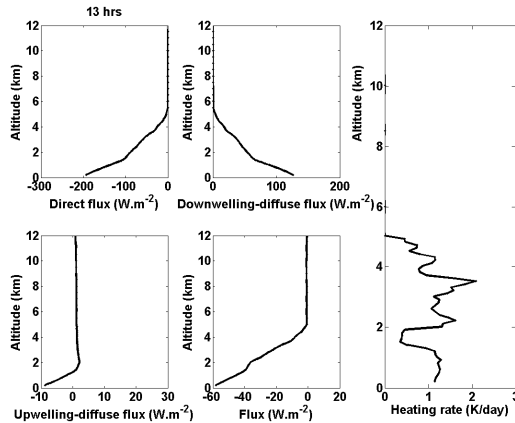 13 hrs
12
10
8
6
4
2
0
-300 -200 -100 0
Altitude (km)
Direct flux (W.m-2)
12
10
8
6
4
2
0
0 100 200
Altitude (km)
Downwelling-diffuse flux (W.m-2)
12
10
8
6
4
2
0
0 1 2 3
Altitude (km)
Heating rate (K/day)
12
10
8
6
4
2
0
-10 0 10 20 30
Altitude (km)
Upwelling-diffuse flux (W.m-2)
12
10
8
6
4
2
0
-60 -40 -20 0 20
Altitude (km)
Flux (W.m-2)